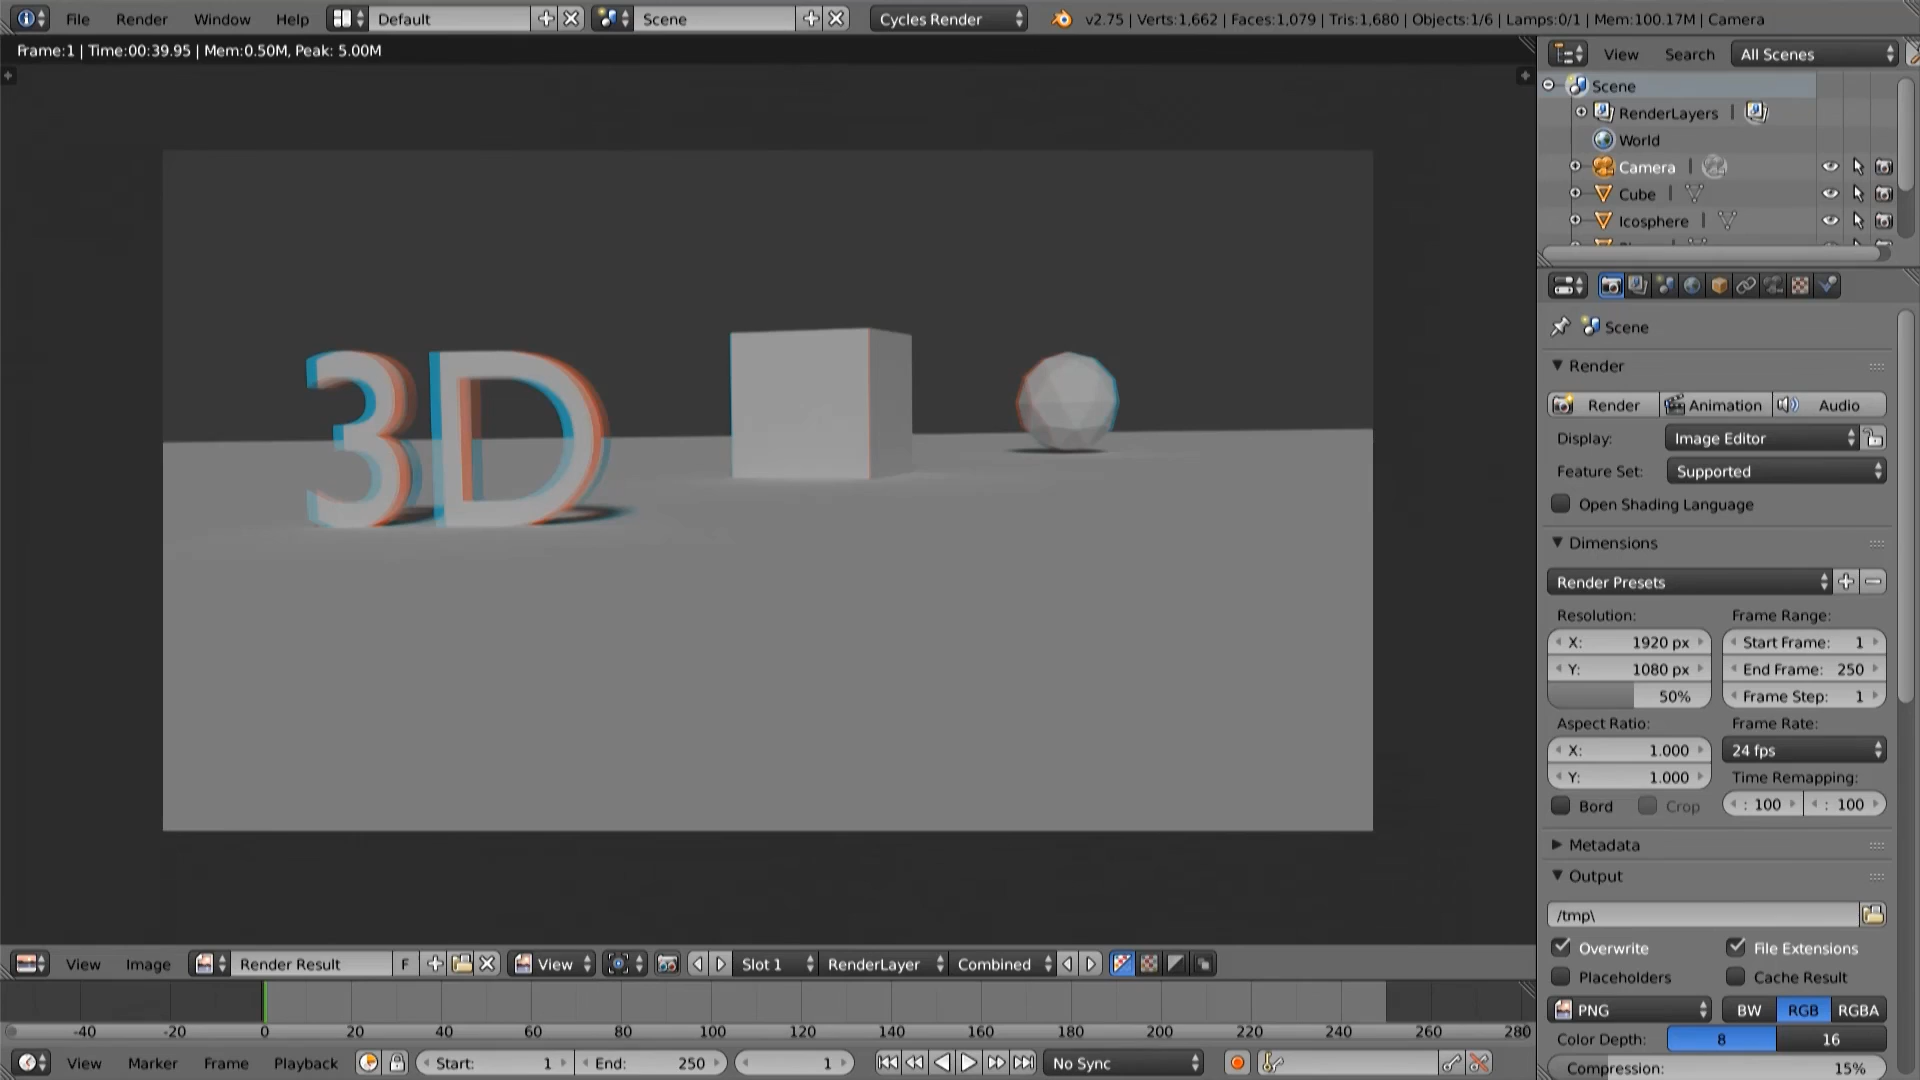 File Render Window Help Default Scene Cycles Render v2.75 | Verts:1,662 | Faces:1,079 | Tris:1,680 | Objects:1/6 | Lamps:0/1 | Mem:100.17M | Camera
Frame:1 | Time:00:39.95 | Mem:0.50M, Peak: 5.00M
View Search All Scenes
Scene
RenderLayers
World
Camera
Cube
Icosphere
3D
Scene
Render
Render Animation Audio
Display: Image Editor
Feature Set: Supported
Open Shading Language
Dimensions
Render Presets
Resolution: Frame Range:
X: 1920 px Start Frame: 1
Y: 1080 px End Frame: 250
50% Frame Step: 1
Aspect Ratio: Frame Rate:
X: 1.000 24 fps
Y: 1.000 Time Remapping:
Bord Crop : 100 : 100
Metadata
Output
/tmp\
Overwrite File Extensions
Placeholders Cache Result
PNG BW RGB RGBA
Color Depth: 8 16
Compression: 15%
View Image Render Result F View Slot 1 RenderLayer Combined
-40 -20 0 20 40 60 80 100 120 140 160 180 200 220 240 260 280
View Marker Frame Playback Start: 1 End: 250 1 No Sync